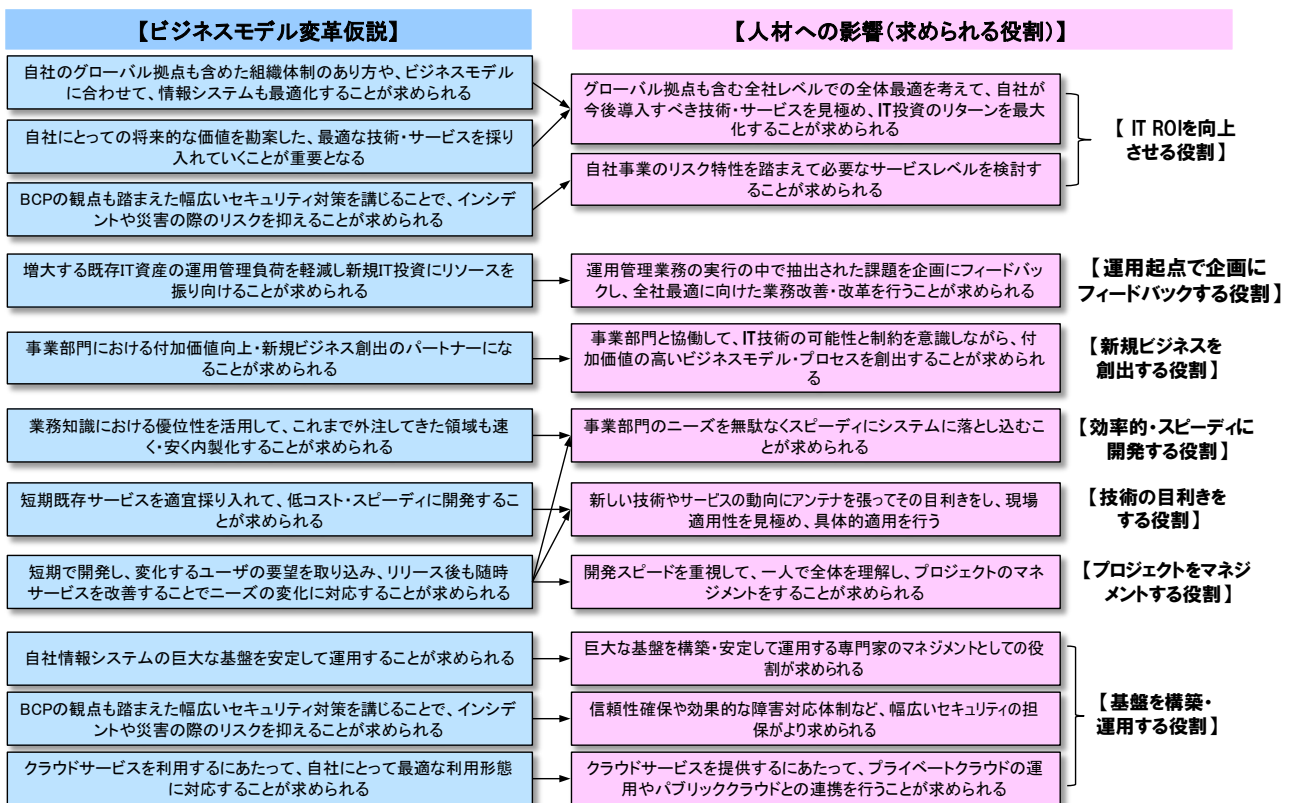 【ビジネスモデル変革仮説】
【人材への影響(求められる役割)】
自社のグローバル拠点も含めた組織体制のあり方や、ビジネスモデル
に合わせて、情報システムも最適化することが求められる
自社にとっての将来的な価値を勘案した、最適な技術・サービスを採り
入れていくことが重要となる
BCPの観点も踏まえた幅広いセキュリティ対策を講じることで、インシデ
ントや災害の際のリスクを抑えることが求められる
グローバル拠点も含む全社レベルでの全体最適を考えて、自社が
今後導入すべき技術・サービスを見極め、IT投資のリターンを最大
化することが求められる
自社事業のリスク特性を踏まえて必要なサービスレベルを検討す
ることが求められる
【 IT ROIを向上
させる役割】
増大する既存IT資産の運用管理負荷を軽減し新規IT投資にリソースを
振り向けることが求められる
運用管理業務の実行の中で抽出された課題を企画にフィードバッ
クし、全社最適に向けた業務改善・改革を行うことが求められる
【運用起点で企画に
フィードバックする役割】
事業部門における付加価値向上・新規ビジネス創出のパートナーにな
ることが求められる
事業部門と協働して、IT技術の可能性と制約を意識しながら、付
加価値の高いビジネスモデル・プロセスを創出することが求められ
る
【新規ビジネスを
創出する役割】
業務知識における優位性を活用して、これまで外注してきた領域も速
く・安く内製化することが求められる
事業部門のニーズを無駄なくスピーディにシステムに落とし込むこ
とが求められる
【効率的・スピーディに
開発する役割】
短期既存サービスを適宜採り入れて、低コスト・スピーディに開発するこ
とが求められる
新しい技術やサービスの動向にアンテナを張ってその目利きをし、現場
適用性を見極め、具体的適用を行う
【技術の目利きを
する役割】
短期で開発し、変化するユーザの要望を取り込み、リリース後も随時
サービスを改善することでニーズの変化に対応することが求められる
開発スピードを重視して、一人で全体を理解し、プロジェクトのマネ
ジメントをすることが求められる
【プロジェクトをマネジ
メントする役割】
自社情報システムの巨大な基盤を安定して運用することが求められる
巨大な基盤を構築・安定して運用する専門家のマネジメントとしての役
割が求められる
BCPの観点も踏まえた幅広いセキュリティ対策を講じることで、インシデ
ントや災害の際のリスクを抑えることが求められる
信頼性確保や効果的な障害対応体制など、幅広いセキュリティの担
保がより求められる
クラウドサービスを利用するにあたって、自社にとって最適な利用形態
に対応することが求められる
クラウドサービスを提供するにあたって、プライベートクラウドの運
用やパブリッククラウドとの連携を行うことが求められる
【基盤を構築・
運用する役割】